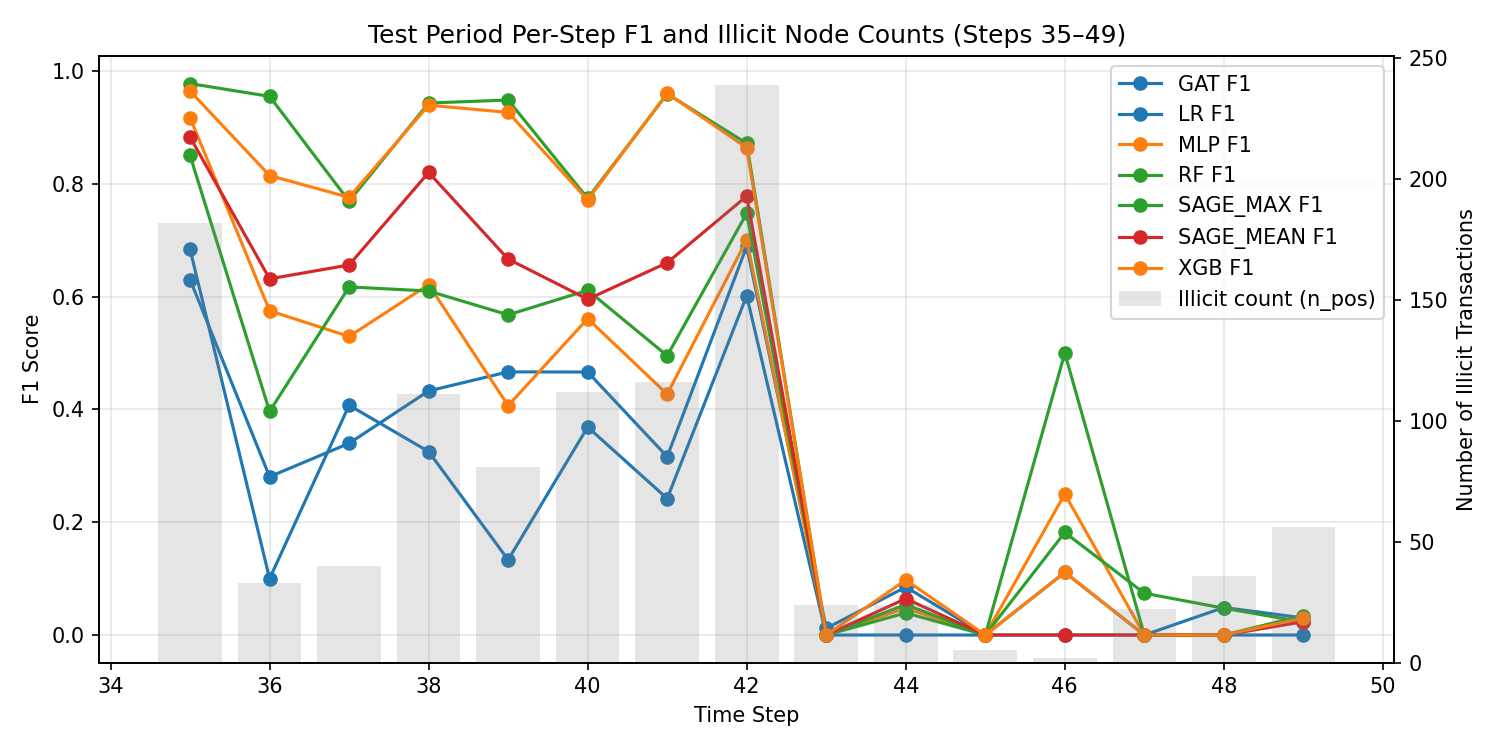 Test Period Per-Step F1 and Illicit Node Counts (Steps 35–49)
F1 Score
1.0
0.8
0.6
0.4
0.2
0.0
250
200
150
100
50
0
Number of Illicit Transactions
GAT F1
LR F1
MLP F1
RF F1
SAGE_MAX F1
SAGE_MEAN F1
XGB F1
Illicit count (n_pos)
34 36 38 40 42 44 46 48 50
Time Step